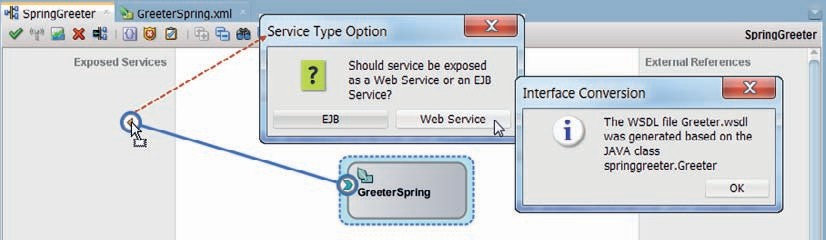 SpringGreeter
GreeterSpring.xml
SpringGreeter
Exposed Services
External References
Service Type Option
Should service be exposed
as a Web Service or an EJB
Service?
EJB
Web Service
Interface Conversion
The WSDL file Greeter.wsdl
was generated based on the
JAVA class
springgreeter.Greeter
OK
GreeterSpring